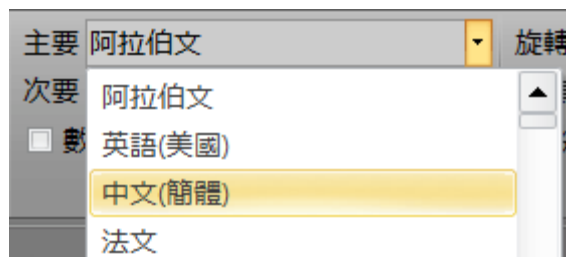 主要 阿拉伯文 旋轉
次要 阿拉伯文
英語(美國)
中文(簡體)
法文